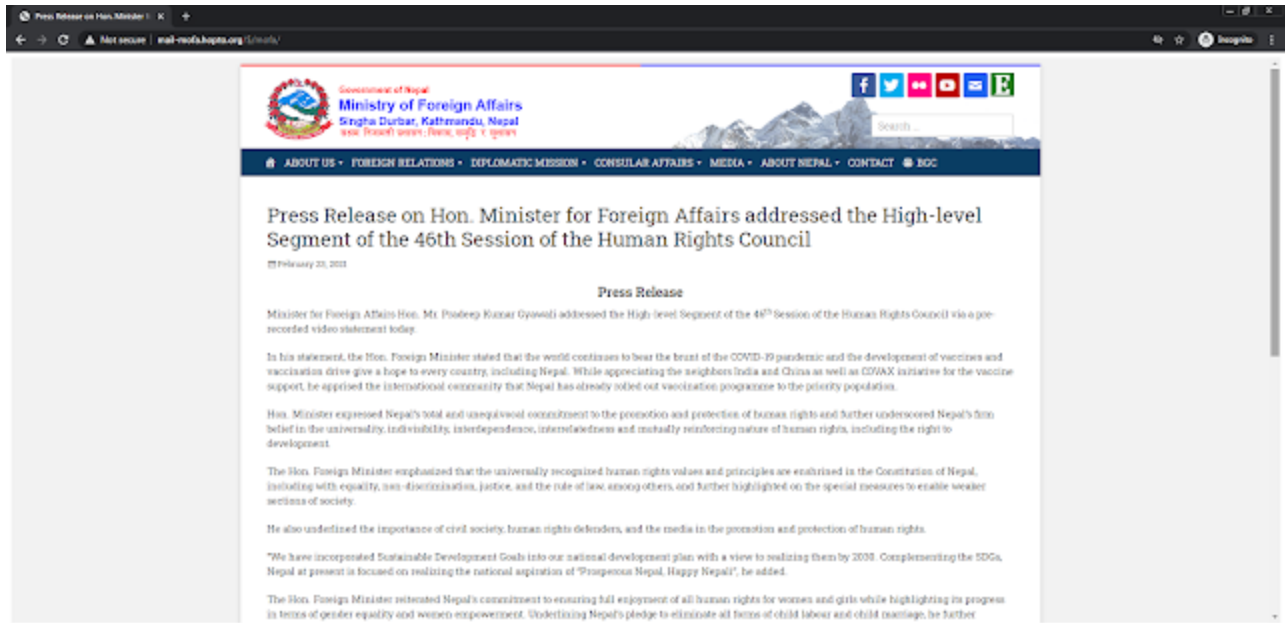 Press Release on Hon. Minister f
Not secure | mail-mofa.hopto.org/
Incognito
Government of Nepal
Ministry of Foreign Affairs
Singha Durbar, Kathmandu, Nepal
Search ...
ABOUT US FOREIGN RELATIONS DIPLOMATIC MISSION CONSULAR AFFAIRS MEDIA ABOUT NEPAL CONTACT BGC
Press Release on Hon. Minister for Foreign Affairs addressed the High-level
Segment of the 46th Session of the Human Rights Council
February 23, 2021
Press Release
Minister for Foreign Affairs Hon. Mr. Pradeep Kumar Gyawali addressed the High-level Segment of the 46th Session of the Human Rights Council via a pre-
recorded video statement today.
In his statement, the Hon. Foreign Minister stated that the world continues to bear the brunt of the COVID-19 pandemic and the development of vaccines and
vaccination drive give a hope to every country, including Nepal. While appreciating the neighbors India and China as well as COVAX initiative for the vaccine
support, he apprised the international community that Nepal has already rolled out vaccination programme to the priority population.
Hon. Minister expressed Nepal's total and unequivocal commitment to the promotion and protection of human rights and further underscored Nepal's firm
belief in the universality, indivisibility, interdependence, interrelatedness and mutually reinforcing nature of human rights, including the right to
development.
The Hon. Foreign Minister emphasized that the universally recognized human rights values and principles are enshrined in the Constitution of Nepal,
including with equality, non-discrimination, justice, and the rule of law, among others, and further highlighted on the special measures to enable weaker
sections of society.
He also underlined the importance of civil society, human rights defenders, and the media in the promotion and protection of human rights.
"We have incorporated Sustainable Development Goals into our national development plan with a view to realizing them by 2030. Complementing the SDGs,
Nepal at present is focused on realizing the national aspiration of "Prosperous Nepal, Happy Nepali", he added.
The Hon. Foreign Minister reiterated Nepal's commitment to ensuring full enjoyment of all human rights for women and girls while highlighting its progress
in terms of gender equality and women empowerment. Underlining Nepal's pledge to eliminate all forms of child labour and child marriage, he further